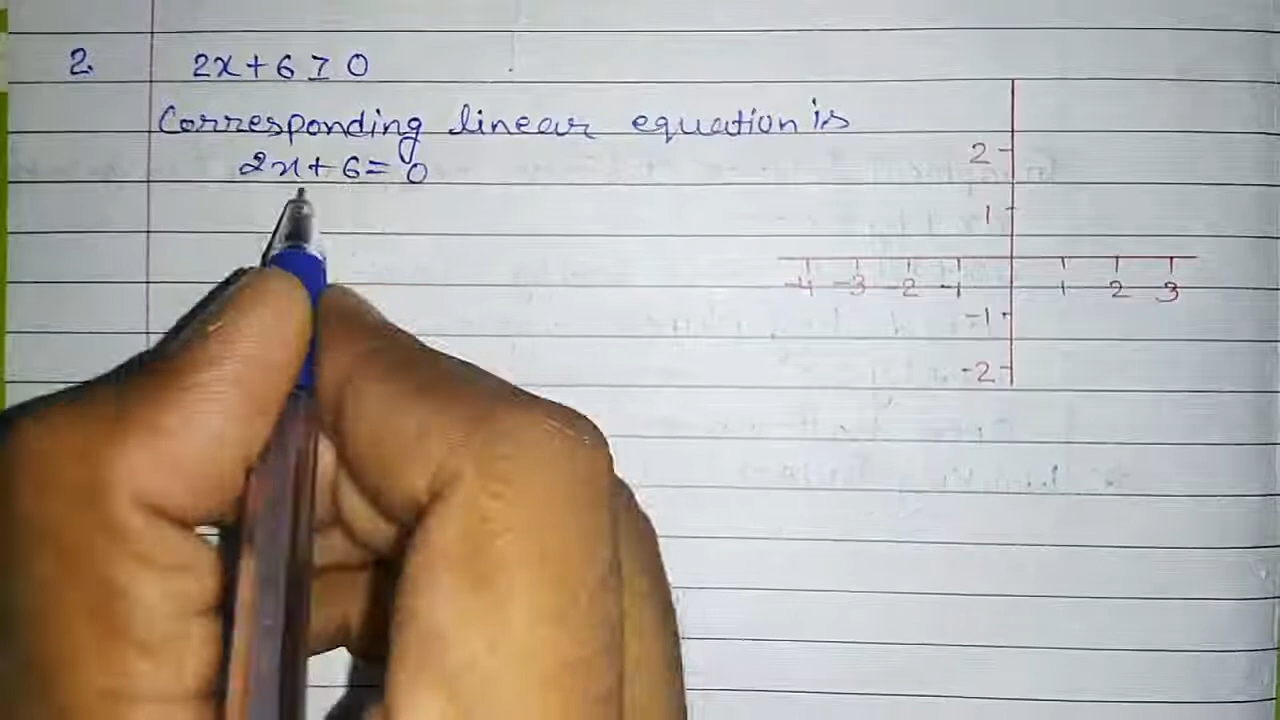 2. 2x+6≥0
Corresponding linear equation is
2x+6=0
2
1
-4 -3 -2 -1 1 2 3
-1
-2